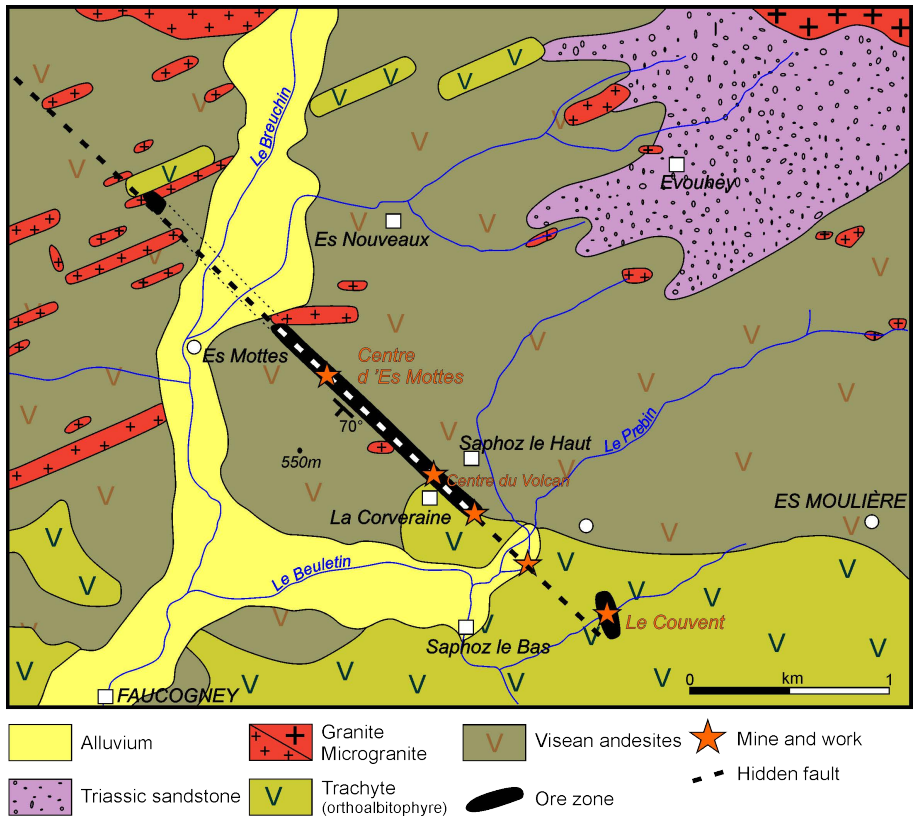 Le Breuchin
Evouhey
Es Nouveaux
Es Mottes
Centre
d 'Es Mottes
70°
550m
Saphoz le Haut
Le Prebin
Centre du Volcan
La Corveraine
ES MOULIÈRE
Le Beuletin
Le Couvent
Saphoz le Bas
FAUCOGNEY
0 km 1
Alluvium
Granite
Microgranite
Visean andesites
Mine and work
Hidden fault
Triassic sandstone
Trachyte
(orthoalbitophyre)
Ore zone